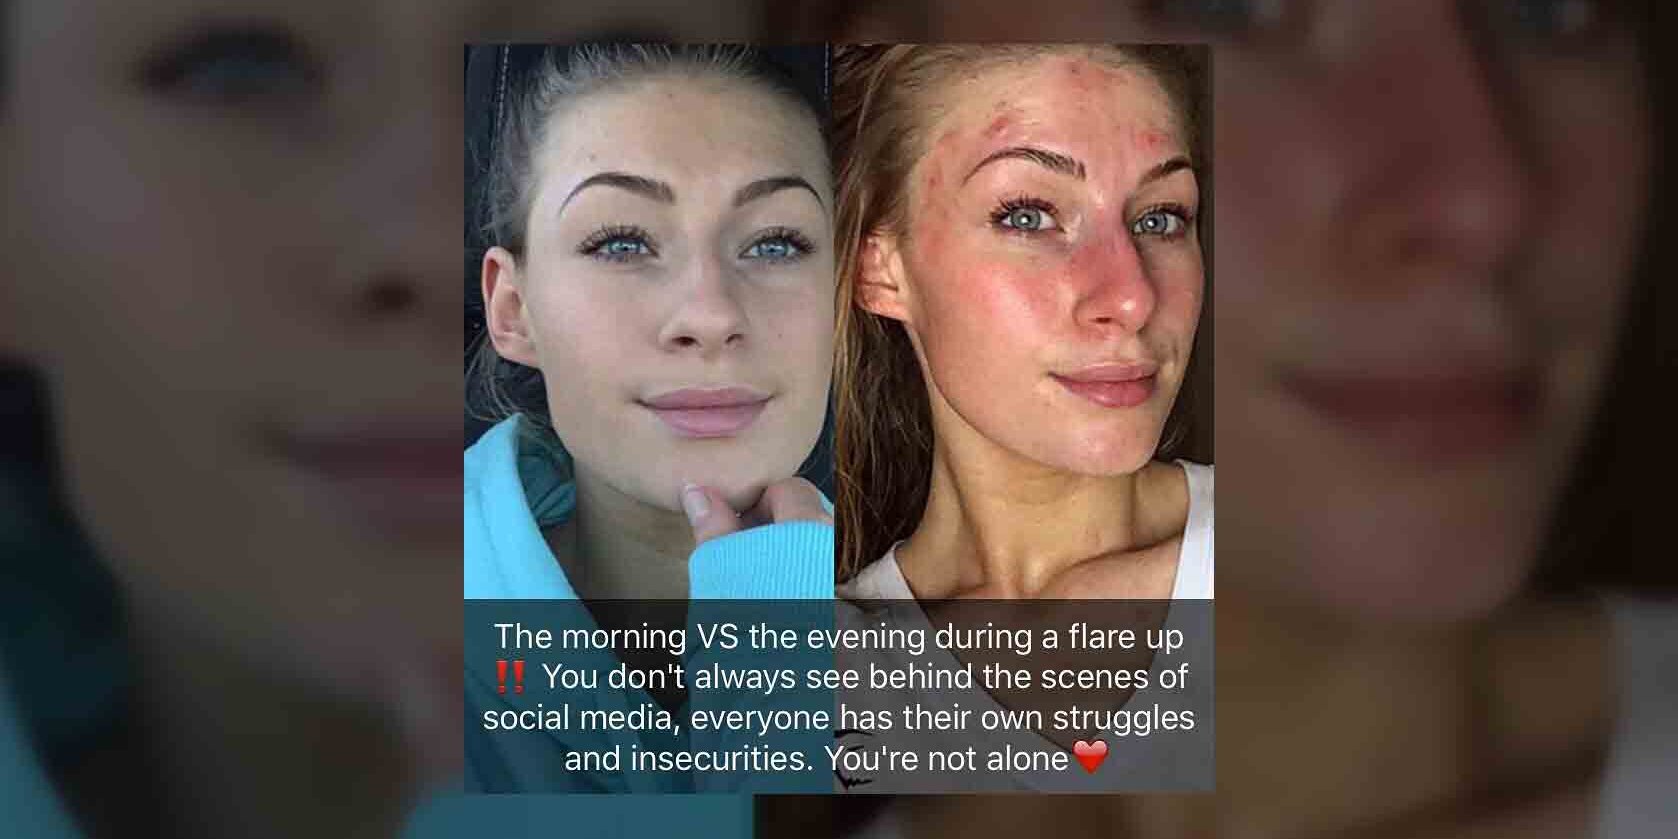 The morning VS the evening during a flare up
‼️ You don't always see behind the scenes of
social media, everyone has their own struggles
and insecurities. You're not alone❤️